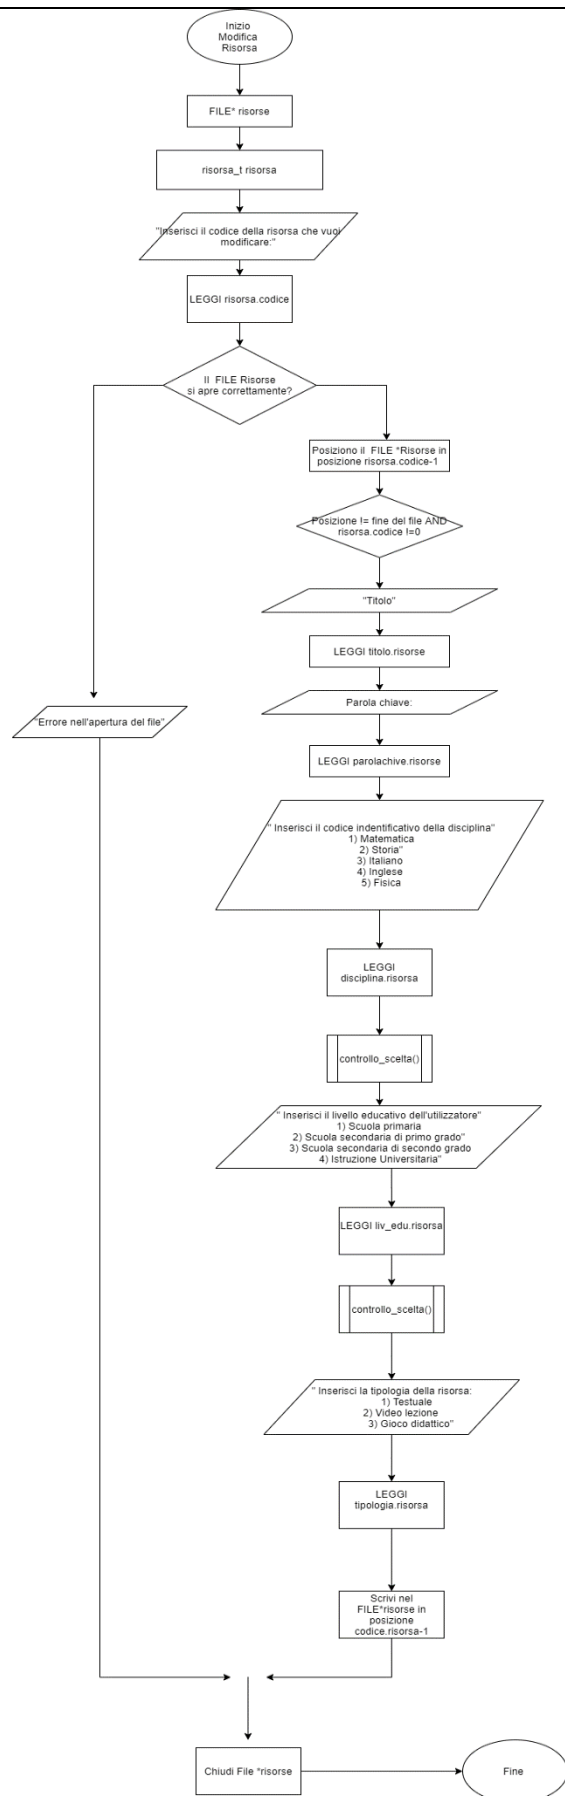 Inizio
Modifica
Risorsa
FILE* risorse
risorsa_t risorsa
"Inserisci il codice della risorsa che vuoi
modificare:"
LEGGI risorsa.codice
Il  FILE Risorse
si apre correttamente?
Posiziono il  FILE *Risorse in
posizione risorsa.codice-1
Posizione != fine del file AND
risorsa.codice !=0
"Titolo"
LEGGI titolo.risorse
Parola chiave:
"Errore nell'apertura del file"
LEGGI parolachive.risorse
" Inserisci il codice indentificativo della disciplina"
1) Matematica
2) Storia"
3) Italiano
4) Inglese
5) Fisica
LEGGI
disciplina.risorsa
controllo_scelta()
" Inserisci il livello educativo dell'utilizzatore"
1) Scuola primaria
2) Scuola secondaria di primo grado"
3) Scuola secondaria di secondo grado
4) Istruzione Universitaria"
LEGGI liv_edu.risorsa
controllo_scelta()
" Inserisci la tipologia della risorsa:
1) Testuale
2) Video lezione
3) Gioco didattico"
LEGGI
tipologia.risorsa
Scrivi nel
FILE*risorse in
posizione
codice.risorsa-1
Chiudi File *risorse
Fine